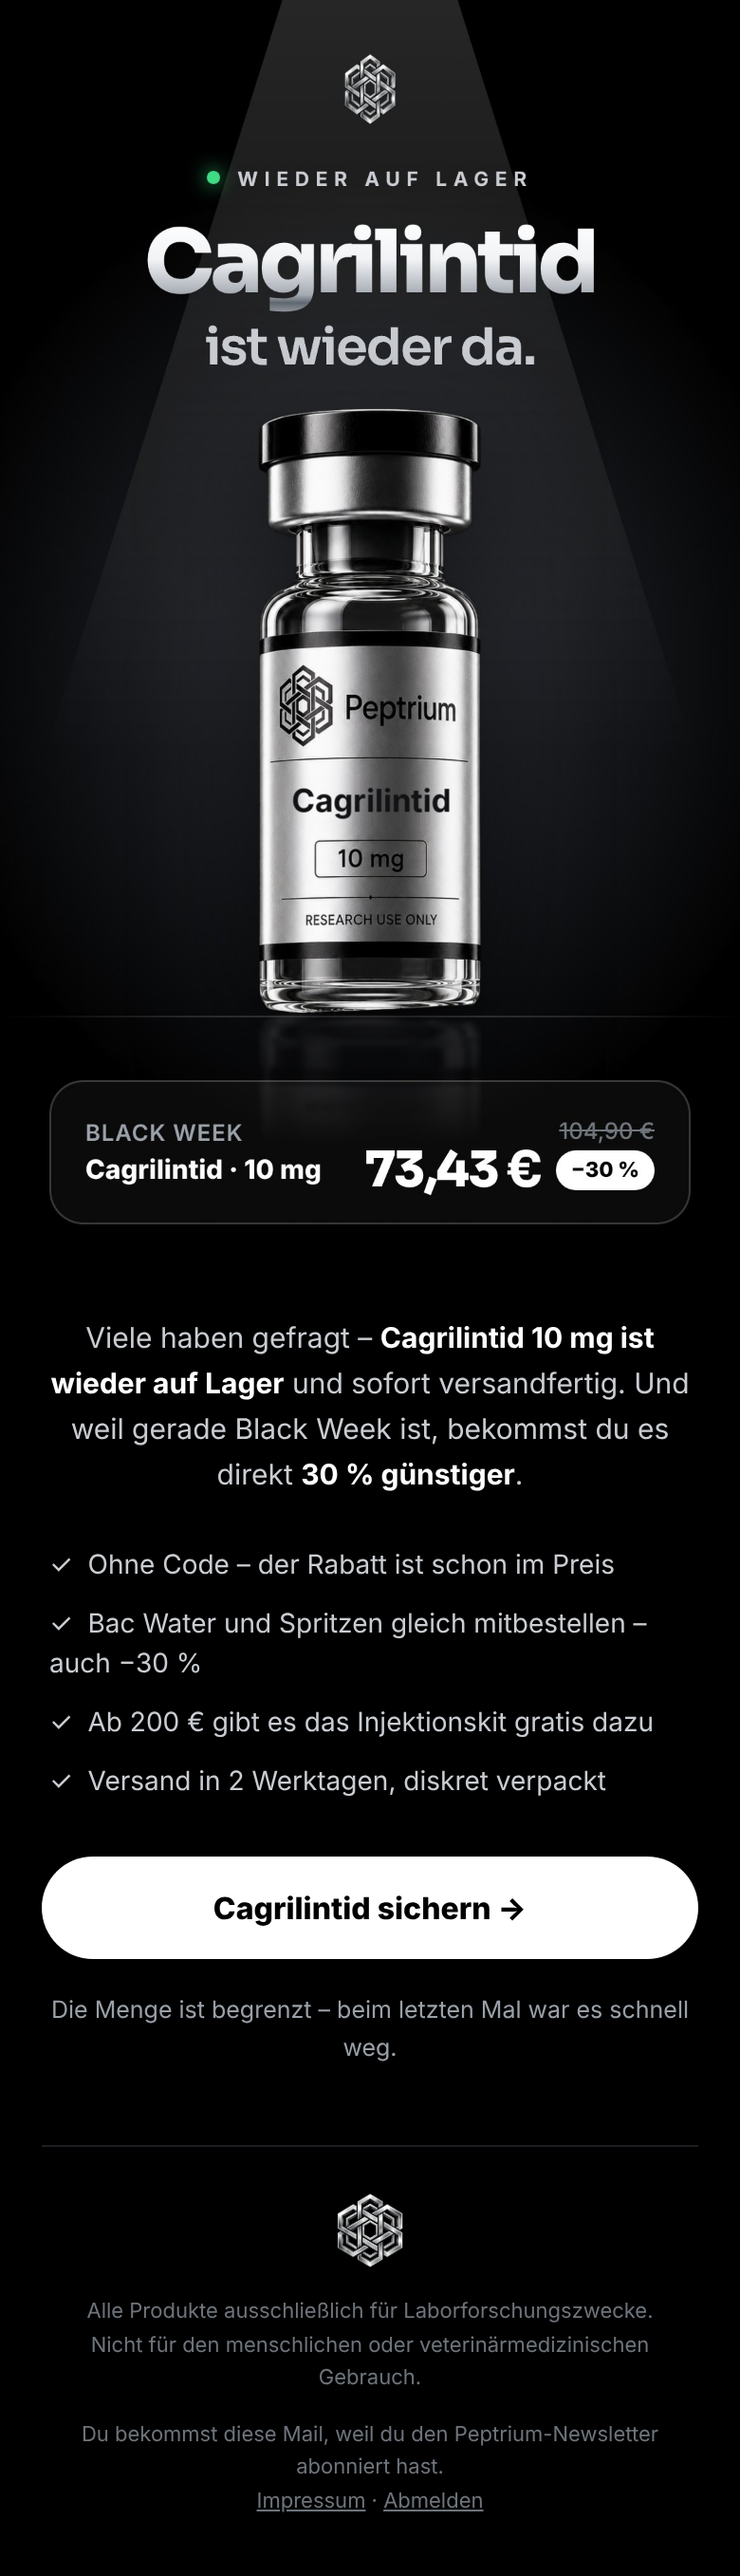 WIEDER AUF LAGER
Cagrilintid
ist wieder da.
Peptrium
Cagrilintid
10 mg
RESEARCH USE ONLY
BLACK WEEK
Cagrilintid · 10 mg
104,90 €
73,43 €
−30 %
Viele haben gefragt – Cagrilintid 10 mg ist
wieder auf Lager und sofort versandfertig. Und
weil gerade Black Week ist, bekommst du es
direkt 30 % günstiger.
✓ Ohne Code – der Rabatt ist schon im Preis
✓ Bac Water und Spritzen gleich mitbestellen –
auch −30 %
✓ Ab 200 € gibt es das Injektionskit gratis dazu
✓ Versand in 2 Werktagen, diskret verpackt
Cagrilintid sichern →
Die Menge ist begrenzt – beim letzten Mal war es schnell
weg.
Alle Produkte ausschließlich für Laborforschungszwecke.
Nicht für den menschlichen oder veterinärmedizinischen
Gebrauch.
Du bekommst diese Mail, weil du den Peptrium-Newsletter
abonniert hast.
Impressum · Abmelden